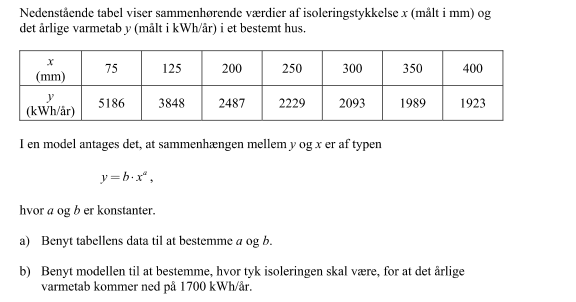 Nedenstående tabel viser sammenhørende værdier af isoleringstykkelse x (målt i mm) og
det årlige varmetab y (målt i kWh/år) i et bestemt hus.
x (mm) 75 125 200 250 300 350 400
y (kWh/år) 5186 3848 2487 2229 2093 1989 1923
I en model antages det, at sammenhængen mellem y og x er af typen
y = b · xᵃ ,
hvor a og b er konstanter.
a) Benyt tabellens data til at bestemme a og b.
b) Benyt modellen til at bestemme, hvor tyk isoleringen skal være, for at det årlige
varmetab kommer ned på 1700 kWh/år.